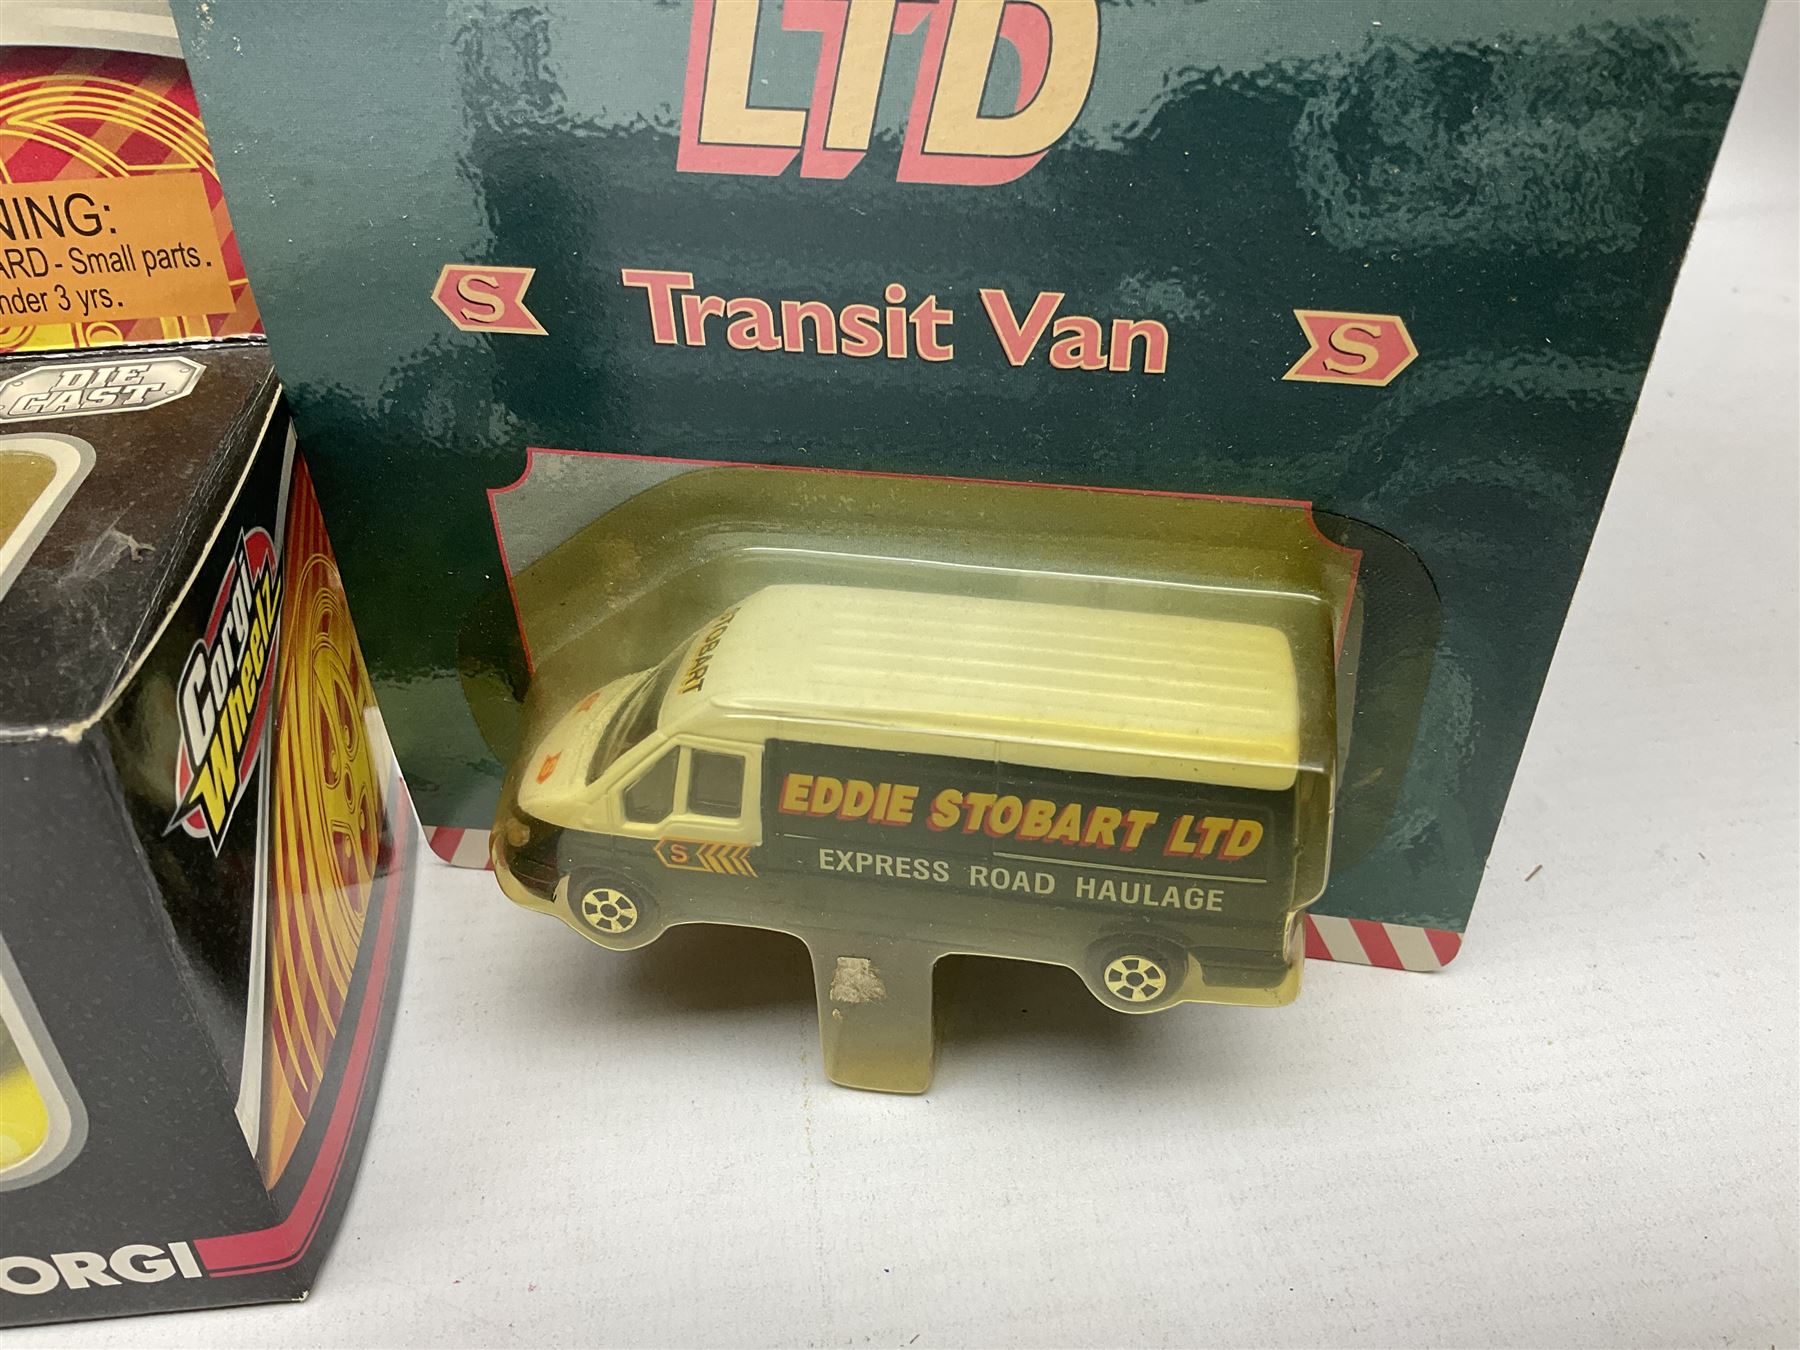 LTD
S Transit Van S
NING:
ARD - Small parts.
nder 3 yrs.
DIE
CAST
Corgi
Wheelz
STOBART
EDDIE STOBART LTD
S
EXPRESS ROAD HAULAGE
ORGI